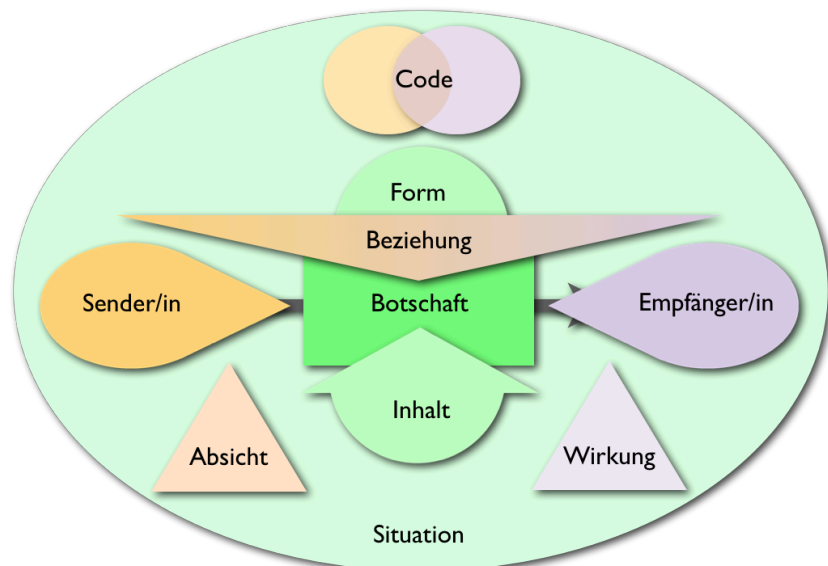 Code
Form
Beziehung
Sender/in
Botschaft
Empfänger/in
Inhalt
Absicht
Wirkung
Situation